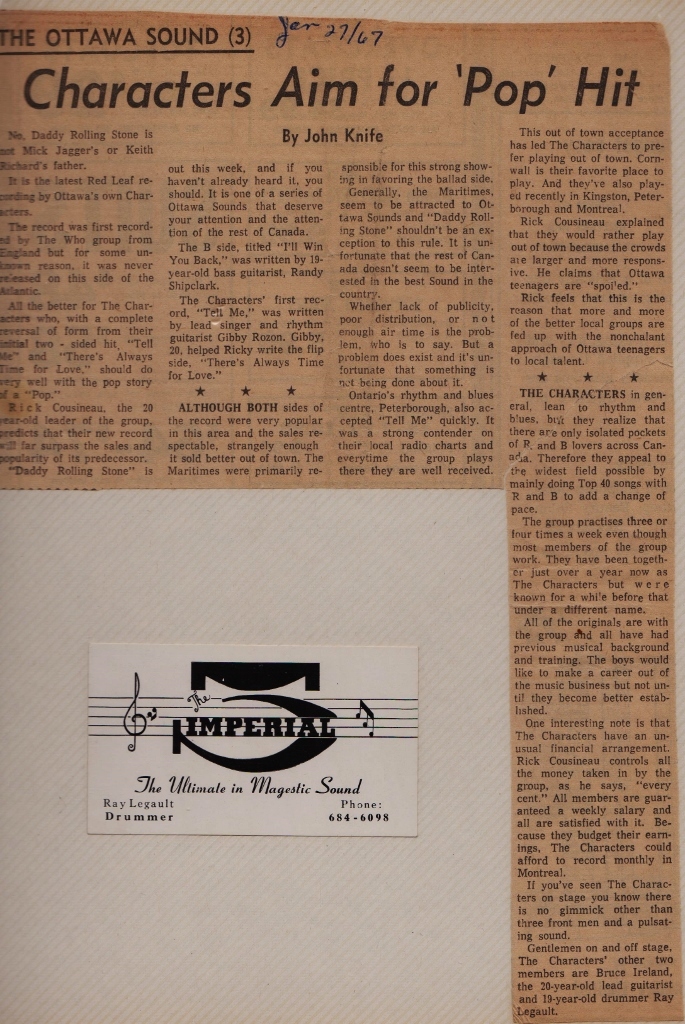 THE OTTAWA SOUND (3)
Jan 27/67
Characters Aim for 'Pop' Hit
By John Knife
No, Daddy Rolling Stone is
not Mick Jagger's or Keith
Richard's father.
It is the latest Red Leaf re-
cording by Ottawa's own Char-
acters.
The record was first record-
ed by The Who group from
England but for some un-
known reason, it was never
released on this side of the
Atlantic.
All the better for The Char-
acters who, with a complete
reversal of form from their
initial two - sided hit, "Tell
Me" and "There's Always
Time for Love," should do
very well with the pop story
of a "Pop."
Rick Cousineau, the 20
year-old leader of the group,
predicts that their new record
will far surpass the sales and
popularity of its predecessor.
"Daddy Rolling Stone" is
out this week, and if you
haven't already heard it, you
should. It is one of a series of
Ottawa Sounds that deserve
your attention and the atten-
tion of the rest of Canada.
The B side, titled "I'll Win
You Back," was written by 19-
year-old bass guitarist, Randy
Shipclark.
The Characters' first rec-
ord, "Tell Me," was written
by lead singer and rhythm
guitarist Gibby Rozon. Gibby,
20, helped Ricky write the flip
side, "There's Always Time
for Love."
ALTHOUGH BOTH sides of
the record were very popular
in this area and the sales re-
spectable, strangely enough
it sold better out of town. The
Maritimes were primarily re-
sponsible for this strong show-
ing in favoring the ballad side.
Generally, the Maritimes,
seem to be attracted to Ot-
tawa Sounds and "Daddy Roll-
ing Stone" shouldn't be an ex-
ception to this rule. It is un-
fortunate that the rest of Can-
ada doesn't seem to be inter-
ested in the best Sound in the
country.
Whether lack of publicity,
poor distribution, or not
enough air time is the prob-
lem, who is to say. But a
problem does exist and it's un-
fortunate that something is
not being done about it.
Ontario's rhythm and blues
centre, Peterborough, also ac-
cepted "Tell Me" quickly. It
was a strong contender on
their local radio charts and
everytime the group plays
there they are well received.
This out of town acceptance
has led The Characters to pre-
fer playing out of town. Corn-
wall is their favorite place to
play. And they've also play-
ed recently in Kingston, Peter-
borough and Montreal.
Rick Cousineau explained
that they would rather play
out of town because the crowds
are larger and more respons-
ive. He claims that Ottawa
teenagers are "spoiled."
Rick feels that this is the
reason that more and more
of the better local groups are
fed up with the nonchalant
approach of Ottawa teenagers
to local talent.
THE CHARACTERS in gen-
eral, lean to rhythm and
blues, but they realize that
there are only isolated pockets
of R and B lovers across Can-
ada. Therefore they appeal to
the widest field possible by
mainly doing Top 40 songs with
R and B to add a change of
pace.
The group practises three or
four times a week even though
most members of the group
work. They have been togeth-
er just over a year now as
The Characters but were
known for a while before that
under a different name.
All of the originals are with
the group and all have had
previous musical background
and training. The boys would
like to make a career out of
the music business but not un-
til they become better estab-
lished.
One interesting note is that
The Characters have an un-
usual financial arrangement.
Rick Cousineau controls all
the money taken in by the
group, as he says, "every
cent." All members are guar-
anteed a weekly salary and
all are satisfied with it. Be-
cause they budget their earn-
ings, The Characters could
afford to record monthly in
Montreal.
If you've seen The Charac-
ters on stage you know there
is no gimmick other than
three front men and a pulsat-
ing sound.
Gentlemen on and off stage,
The Characters' other two
members are Bruce Ireland,
the 20-year-old lead guitarist
and 19-year-old drummer Ray
Legault.
The
5
IMPERIAL
The Ultimate in Magestic Sound
Ray Legault
Drummer
Phone:
684-6098